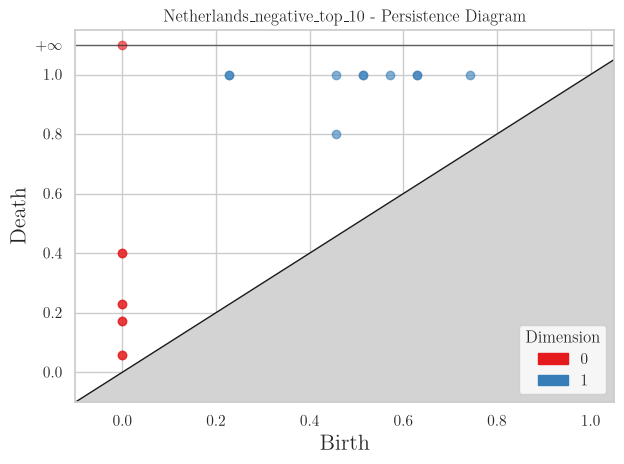 Netherlands_negative_top_10 - Persistence Diagram
+∞
1.0
0.8
0.6
0.4
0.2
0.0
Death
0.0 0.2 0.4 0.6 0.8 1.0
Birth
Dimension
0
1